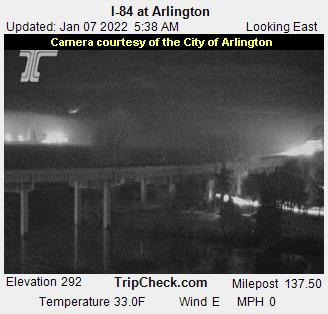 I-84 at Arlington
Updated: Jan 07 2022 5:38 AM Looking East
Camera courtesy of the City of Arlington
Elevation 292 TripCheck.com Milepost 137.50
Temperature 33.0F Wind E MPH 0